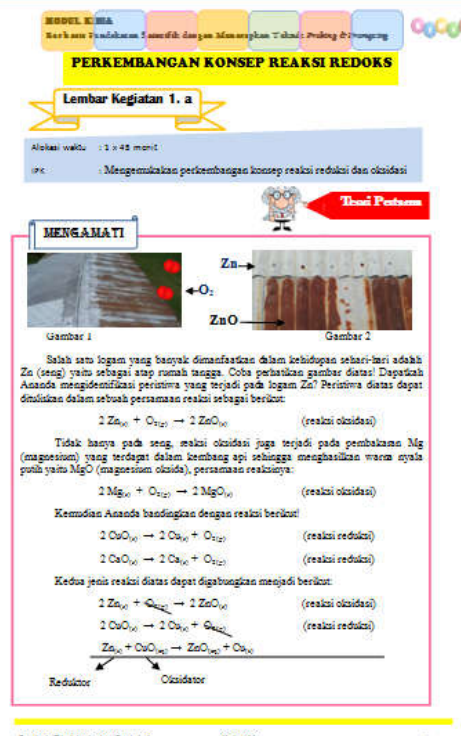 MODUL KIMIA
Berbasis Pendekatan Saintifik dengan Menerapkan Teknik Probing & Prompting
PERKEMBANGAN KONSEP REAKSI REDOKS
Lembar Kegiatan 1. a
Alokasi waktu : 1 x 45 menit
IPK : Mengemukakan perkembangan konsep reaksi reduksi dan oksidasi
Teori Pertama
MENGAMATI
Zn
O₂
ZnO
Gambar 1 Gambar 2
Salah satu logam yang banyak dimanfaatkan dalam kehidupan sehari-hari adalah
Zn (seng) yaitu sebagai atap rumah tangga. Coba perhatikan gambar diatas! Dapatkah
Ananda mengidentifikasi peristiwa yang terjadi pada logam Zn? Peristiwa diatas dapat
dituliskan dalam sebuah persamaan reaksi sebagai berikut:
2 Zn(s) + O₂(g) → 2 ZnO(s) (reaksi oksidasi)
Tidak hanya pada seng, reaksi oksidasi juga terjadi pada pembakaran Mg
(magnesium) yang terdapat dalam kembang api sehingga menghasilkan warna nyala
putih yaitu MgO (magnesium oksida), persamaan reaksinya:
2 Mg(s) + O₂(g) → 2 MgO(s) (reaksi oksidasi)
Kemudian Ananda bandingkan dengan reaksi berikut!
2 CuO(s) → 2 Cu(s) + O₂(g) (reaksi reduksi)
2 CaO(s) → 2 Ca(s) + O₂(g) (reaksi reduksi)
Kedua jenis reaksi diatas dapat digabungkan menjadi berikut:
2 Zn(s) + O₂(g) → 2 ZnO(s) (reaksi oksidasi)
2 CuO(s) → 2 Cu(s) + O₂(g) (reaksi reduksi)
Zn(s) + CuO(aq) → ZnO(aq) + Cu(s)
Reduktor Oksidator